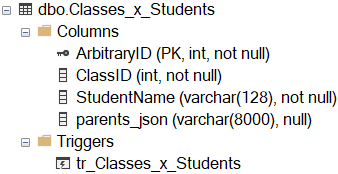 dbo.Classes_x_Students
Columns
ArbitraryID (PK, int, not null)
ClassID (int, not null)
StudentName (varchar(128), not null)
parents_json (varchar(8000), null)
Triggers
tr_Classes_x_Students